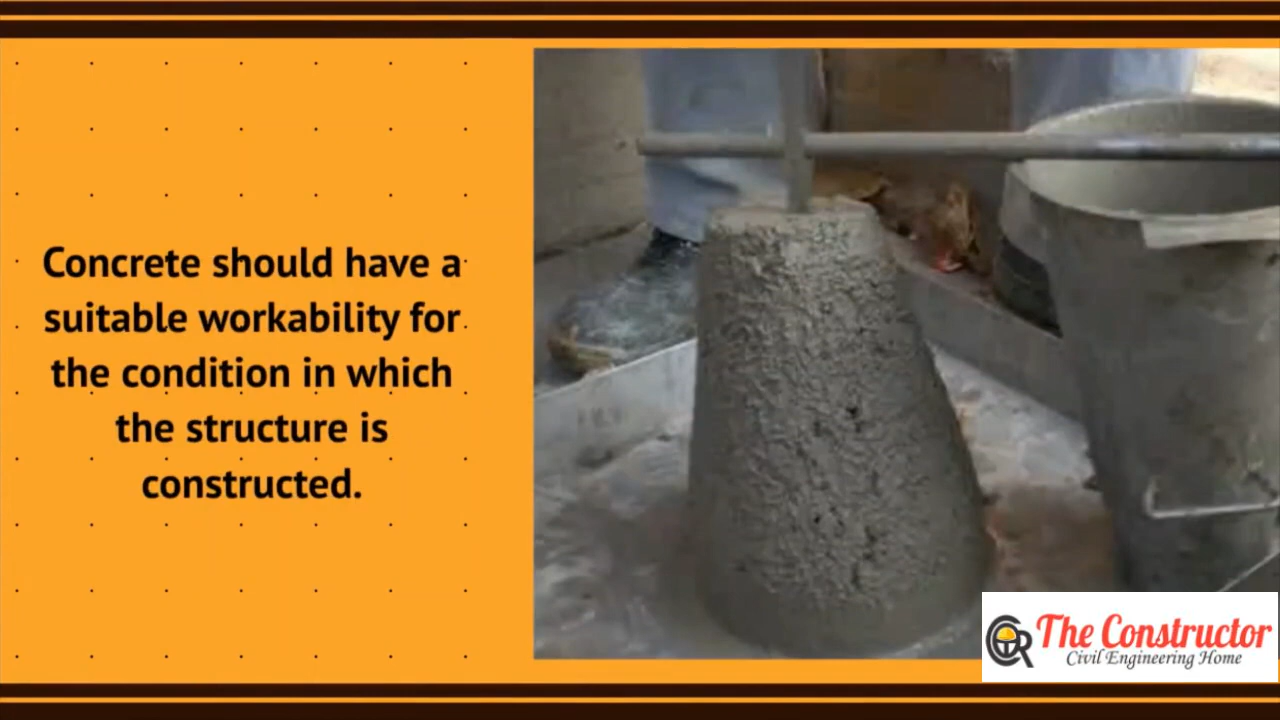 Concrete should have a
suitable workability for
the condition in which
the structure is
constructed.
The Constructor
Civil Engineering Home